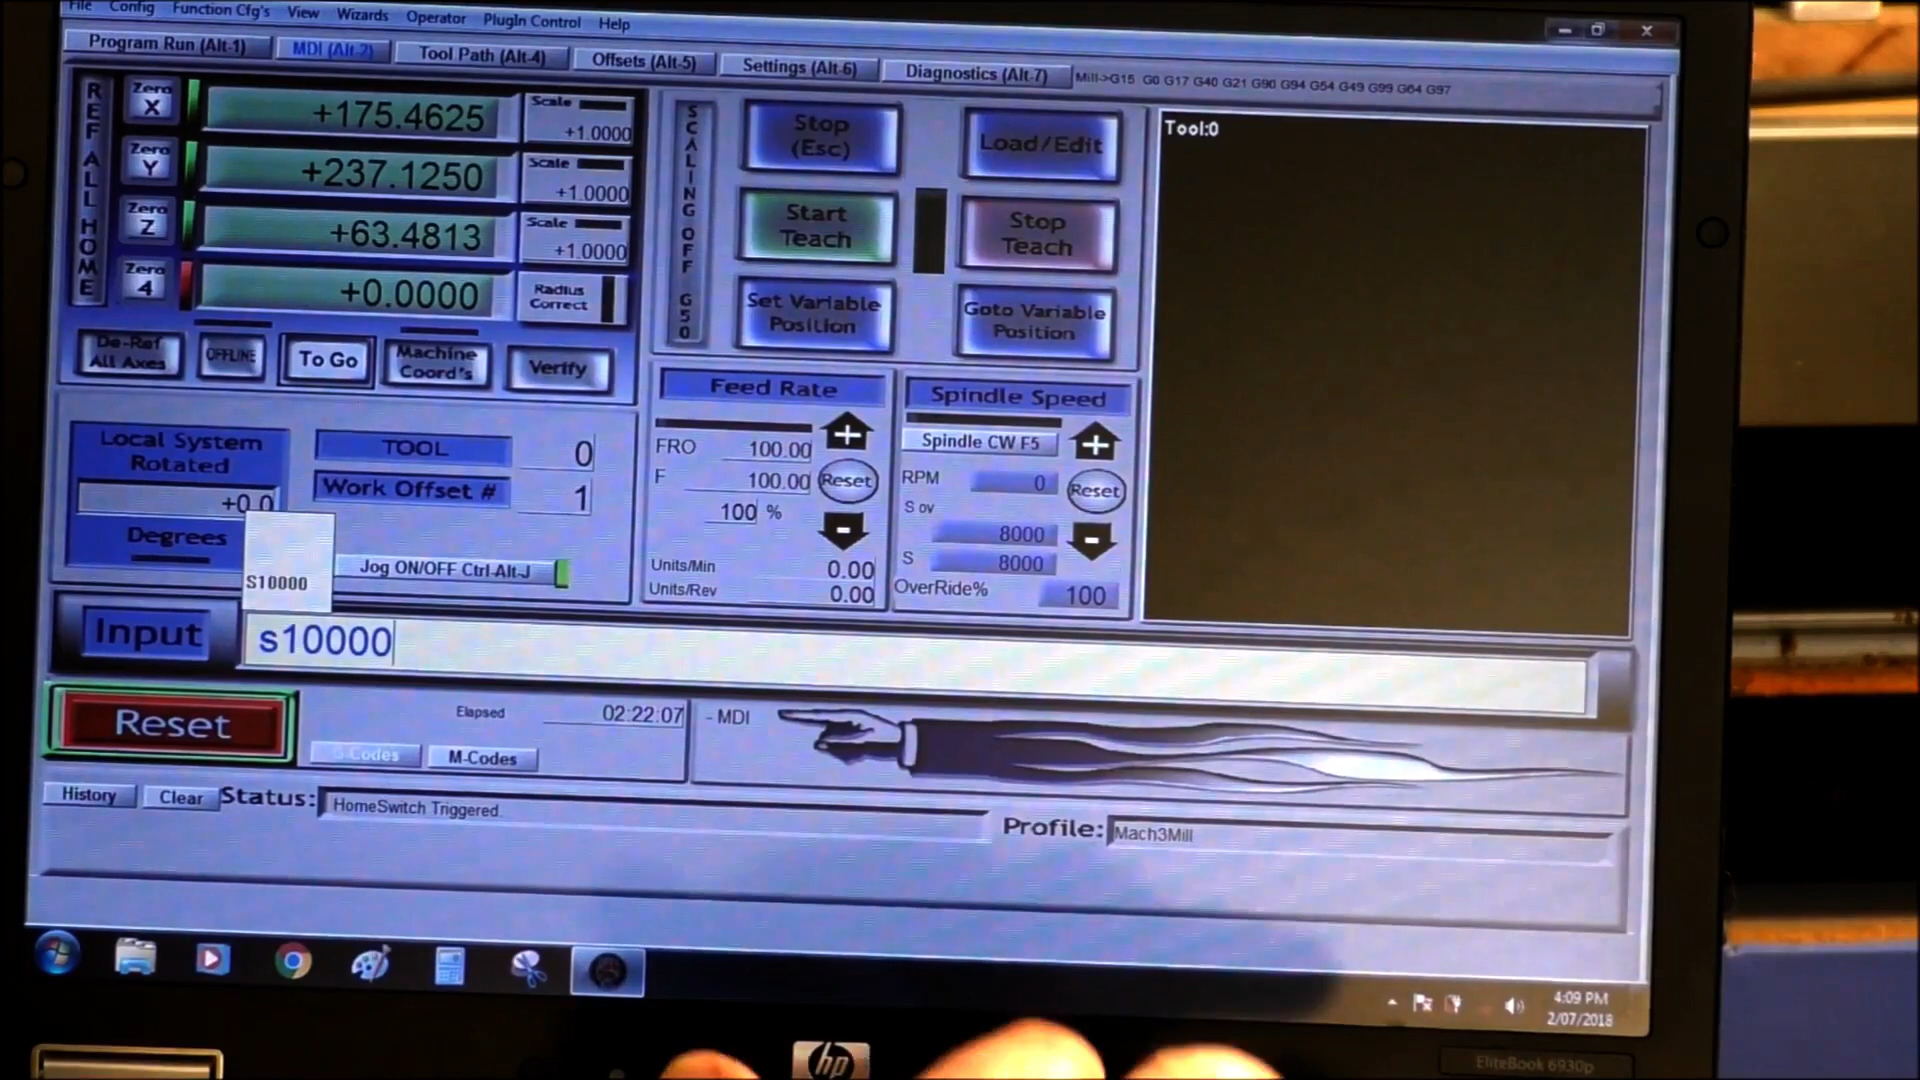 File Config Function Cfg's View Wizards Operator PlugIn Control Help
Program Run (Alt-1) MDI (Alt-2) Tool Path (Alt-4) Offsets (Alt-5) Settings (Alt-6) Diagnostics (Alt-7) Mill->G15 G0 G17 G40 G21 G90 G94 G54 G49 G99 G64 G97
REF ALL HOME
Zero X +175.4625 Scale +1.0000
Zero Y +237.1250 Scale +1.0000
Zero Z +63.4813 Scale +1.0000
Zero 4 +0.0000 Radius Correct
De-Ref All Axes OFFLINE To Go Machine Coord's Verify
SCALING OFF G50
Stop (Esc) Load/Edit
Start Teach Stop Teach
Set Variable Position Goto Variable Position
Tool:0
Local System Rotated
+0.0
Degrees
TOOL 0
Work Offset # 1
Jog ON/OFF Ctrl-Alt-J
Feed Rate
FRO 100.00
F 100.00
100 %
+ Reset -
Units/Min 0.00
Units/Rev 0.00
Spindle Speed
Spindle CW F5
RPM 0
S ov
8000
S 8000
OverRide% 100
+ Reset -
S10000
Input s10000
Reset
Elapsed 02:22:07
G-Codes M-Codes
- MDI
History Clear Status: HomeSwitch Triggered.
Profile: Mach3Mill
4:09 PM
2/07/2018
hp
EliteBook 6930p